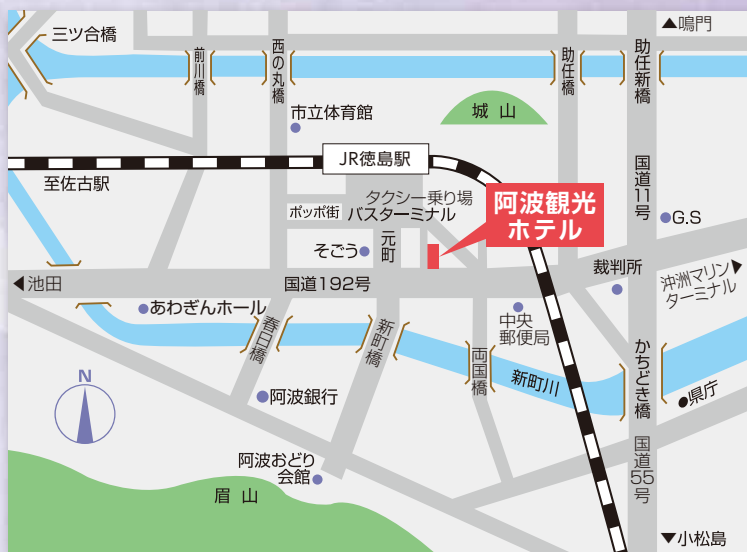 ▲鳴門
三ツ合橋
前川橋
西の丸橋
助任橋
助任新橋
市立体育館
城山
JR徳島駅
至佐古駅
国道11号
タクシー乗り場
バスターミナル
ポッポ街
阿波観光
ホテル
G.S
そごう
元町
裁判所
沖洲マリン
ターミナル▶
◀池田
国道192号
あわぎんホール
中央
郵便局
春日橋
新町橋
両国橋
新町川
かちどき橋
県庁
N
阿波銀行
国道55号
阿波おどり
会館
眉山
▼小松島